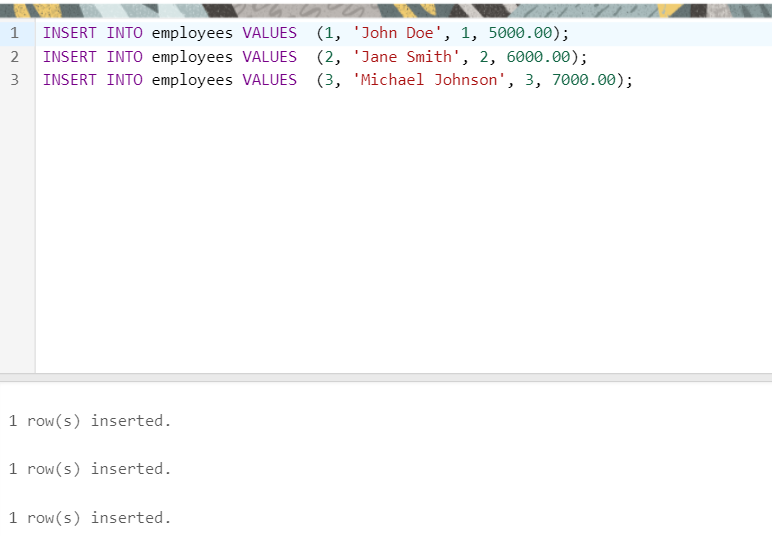 1 INSERT INTO employees VALUES  (1, 'John Doe', 1, 5000.00);
2 INSERT INTO employees VALUES  (2, 'Jane Smith', 2, 6000.00);
3 INSERT INTO employees VALUES  (3, 'Michael Johnson', 3, 7000.00);
1 row(s) inserted.
1 row(s) inserted.
1 row(s) inserted.